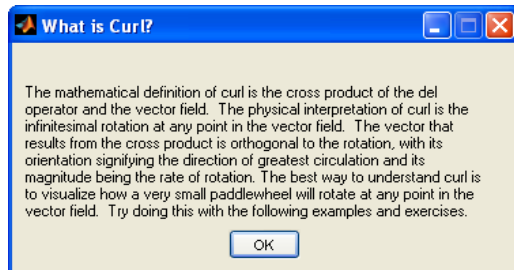 What is Curl?
The mathematical definition of curl is the cross product of the del
operator and the vector field.  The physical interpretation of curl is the
infinitesimal rotation at any point in the vector field.  The vector that
results from the cross product is orthogonal to the rotation, with its
orientation signifying the direction of greatest circulation and its
magnitude being the rate of rotation. The best way to understand curl is
to visualize how a very small paddlewheel will rotate at any point in the
vector field.  Try doing this with the following examples and exercises.
OK